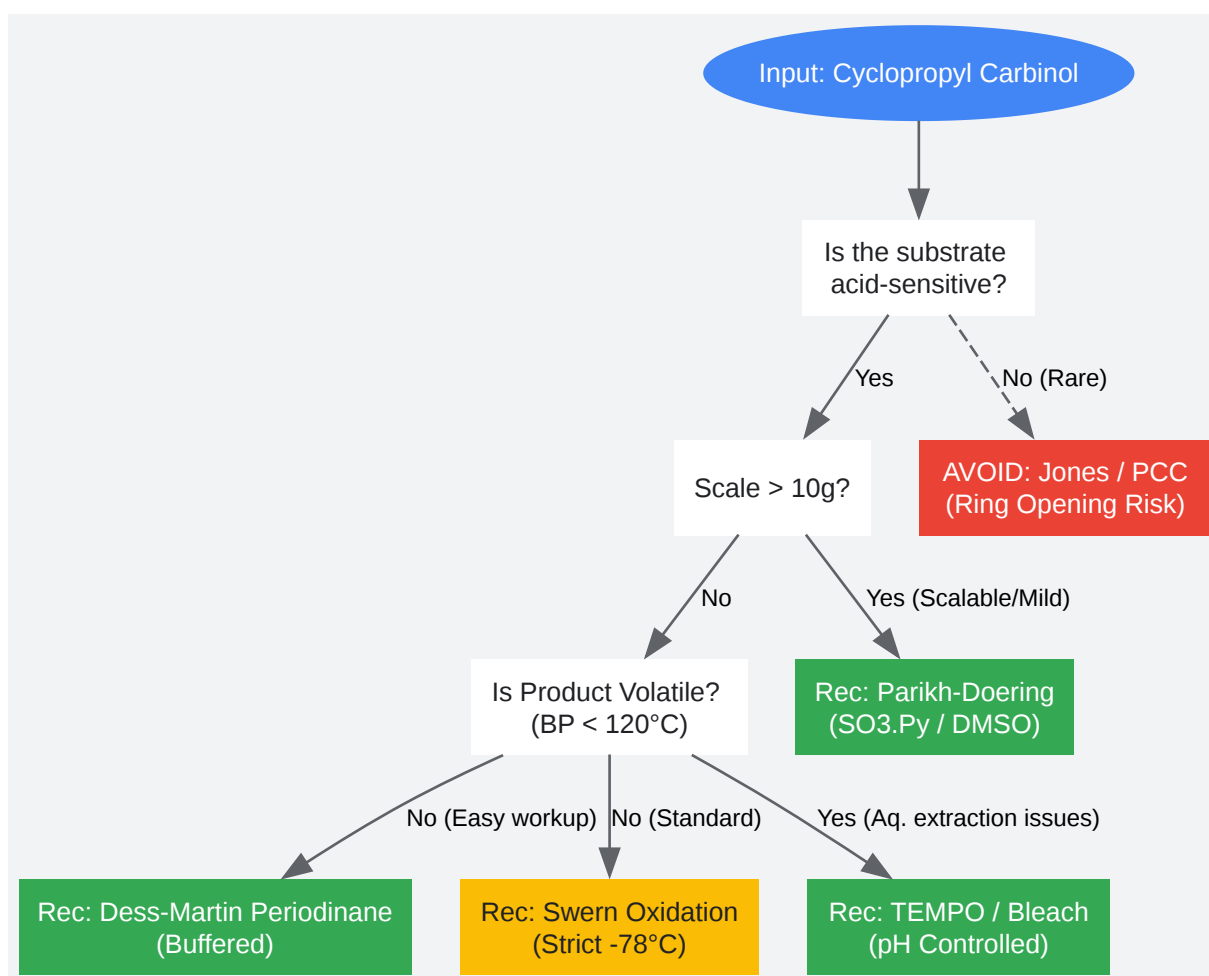 Input: Cyclopropyl Carbinol
Is the substrate
acid-sensitive?
Yes
No (Rare)
Scale > 10g?
AVOID: Jones / PCC
(Ring Opening Risk)
No
Yes (Scalable/Mild)
Is Product Volatile?
(BP < 120°C)
Rec: Parikh-Doering
(SO3.Py / DMSO)
No (Easy workup)
No (Standard)
Yes (Aq. extraction issues)
Rec: Dess-Martin Periodinane
(Buffered)
Rec: Swern Oxidation
(Strict -78°C)
Rec: TEMPO / Bleach
(pH Controlled)